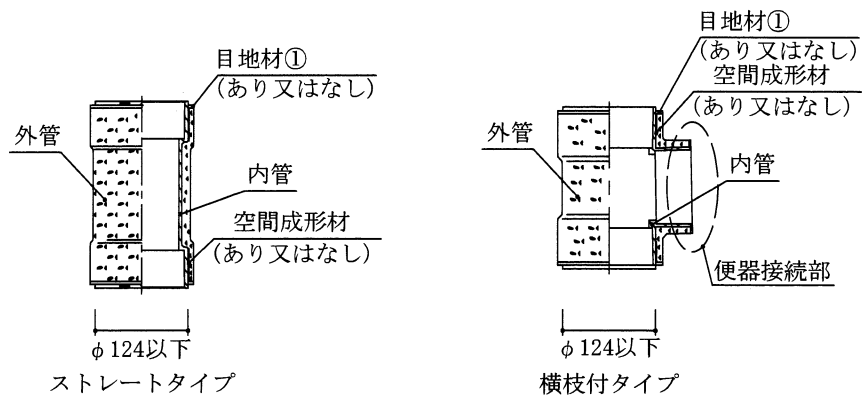 目地材①
(あり又はなし)
外管
内管
空間成形材
(あり又はなし)
φ124以下
ストレートタイプ
目地材①
(あり又はなし)
空間成形材
(あり又はなし)
外管
内管
便器接続部
φ124以下
横枝付タイプ